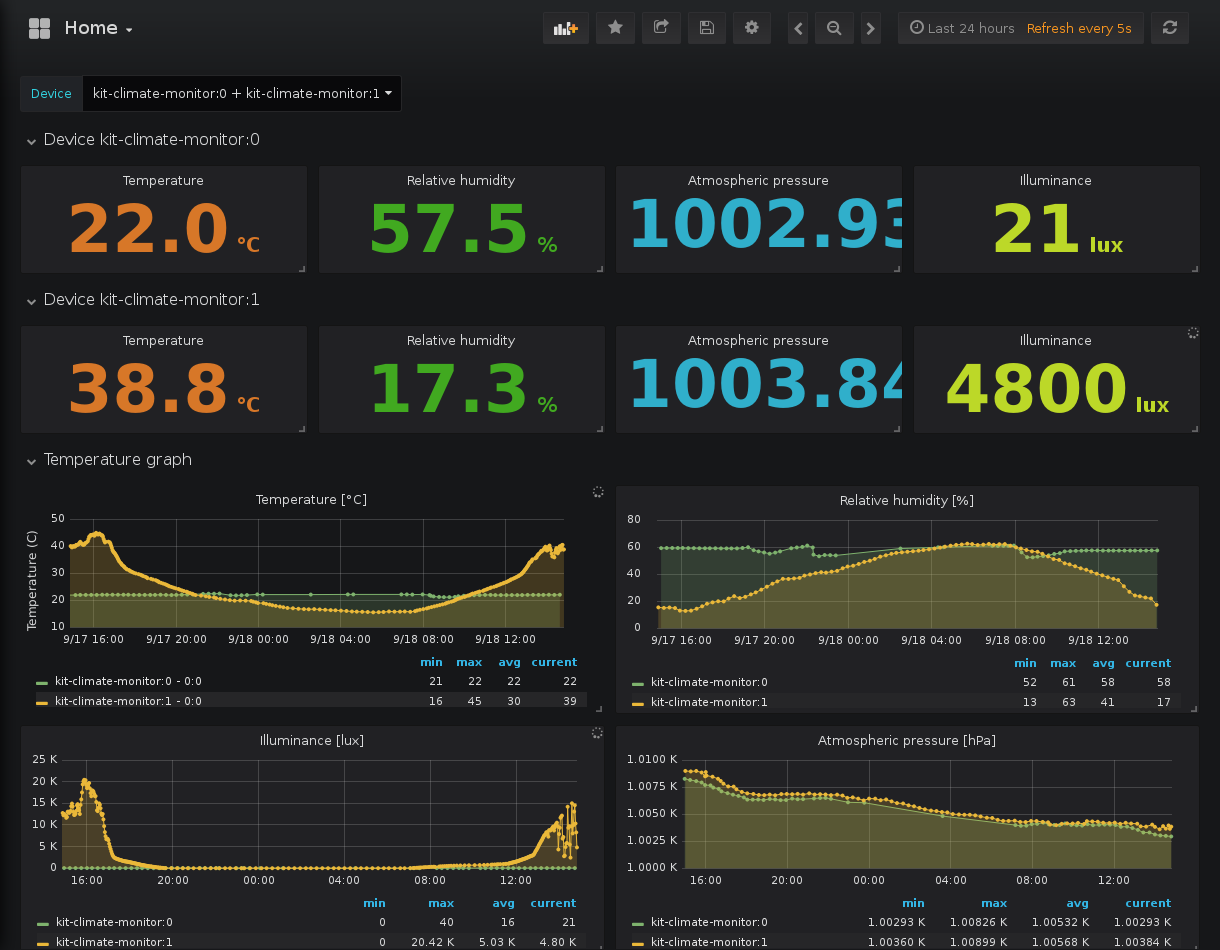 Home
Last 24 hours Refresh every 5s
Device kit-climate-monitor:0 + kit-climate-monitor:1
Device kit-climate-monitor:0
Temperature Relative humidity Atmospheric pressure Illuminance
22.0 °C 57.5 % 1002.93 21 lux
Device kit-climate-monitor:1
Temperature Relative humidity Atmospheric pressure Illuminance
38.8 °C 17.3 % 1003.84 4800 lux
Temperature graph
Temperature [°C]
Temperature (C)
50
40
30
20
10
9/17 16:00 9/17 20:00 9/18 00:00 9/18 04:00 9/18 08:00 9/18 12:00
min max avg current
kit-climate-monitor:0 - 0:0 21 22 22 22
kit-climate-monitor:1 - 0:0 16 45 30 39
Relative humidity [%]
80
60
40
20
0
9/17 16:00 9/17 20:00 9/18 00:00 9/18 04:00 9/18 08:00 9/18 12:00
min max avg current
kit-climate-monitor:0 52 61 58 58
kit-climate-monitor:1 13 63 41 17
Illuminance [lux]
25 K
20 K
15 K
10 K
5 K
0
16:00 20:00 00:00 04:00 08:00 12:00
min max avg current
kit-climate-monitor:0 0 40 16 21
kit-climate-monitor:1 0 20.42 K 5.03 K 4.80 K
Atmospheric pressure [hPa]
1.0100 K
1.0075 K
1.0050 K
1.0025 K
1.0000 K
16:00 20:00 00:00 04:00 08:00 12:00
min max avg current
kit-climate-monitor:0 1.00293 K 1.00826 K 1.00532 K 1.00293 K
kit-climate-monitor:1 1.00360 K 1.00899 K 1.00568 K 1.00384 K